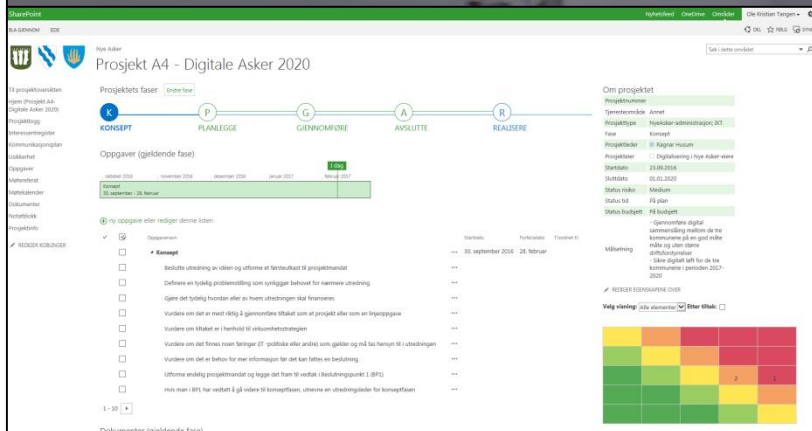 SharePoint
Nyhetsfeed OneDrive Områder Ole Kristian Tangen
BLA GJENNOM SIDE
DEL FØLG
Søk i dette området
Nye Asker
Prosjekt A4 - Digitale Asker 2020
Til prosjektoversikten
Hjem (Prosjekt A4- Digitale Asker 2020)
Prosjektlogg
Interessentregister
Kommunikasjonsplan
Usikkerhet
Oppgaver
Møtereferat
Møtekalender
Dokumenter
Notatblokk
Prosjektinfo
REDIGER KOBLINGER
Prosjektets faser Endre fase
K P G A R
KONSEPT PLANLEGGE GJENNOMFØRE AVSLUTTE REALISERE
Oppgaver (gjeldende fase)
I dag
oktober 2016 november 2016 desember 2016 januar 2017 februar 2017
Konsept
30. september - 28. februar
ny oppgave eller rediger denne listen
Oppgavenavn Startdato Forfallsdato
Konsept 30. september 2016 28. februar
Beslutte utredning av idéen og utforme et førsteutkast til prosjektmandat
Definere en tydelig problemstilling som synliggjør behovet for nærmere utredning
Gjøre det tydelig hvordan eller av hvem utredningen skal finansieres
Vurdere om det er mest riktig å gjennomføre tiltaket som et prosjekt eller som en linjeoppgave
Vurdere om tiltaket er i henhold til virksomhetsstrategien
Vurdere om det finnes noen føringer (IT -politiske eller andre) som gjelder og må tas hensyn til i utredningen
Vurdere om det er behov for mer informasjon før det kan fattes en beslutning
Utforme endelig prosjektmandat og legge det fram til vedtak i Beslutningspunkt 1 (BP1)
Hvis man i BP1 har vedtatt å gå videre til konseptfasen, utnevne en utredningsleder for konseptfasen
1 - 10
Dokumenter (gjeldende fase)
Om prosjektet
Prosjektnummer
Tjenesteområde Annet
Prosjekttype NyeAsker-administrasjon; IKT
Fase Konsept
Prosjektleder Ragnar Husum
Prosjekteier Digitalisering i Nye Asker-eiere
Startdato 23.09.2016
Sluttdato 01.01.2020
Status risiko Medium
Status tid På plan
Status budsjett På budsjett
Målsetning
- Gjennomføre digital
sammenslåing mellom de tre
kommunene på en god måte
måte og uten større
driftsforstyrrelser
- Sikre digitalt løft for de tre
kommunene i perioden 2017-
2020
REDIGER EGENSKAPENE OVER
Velg visning: Alle elementer Etter tiltak:
2 1